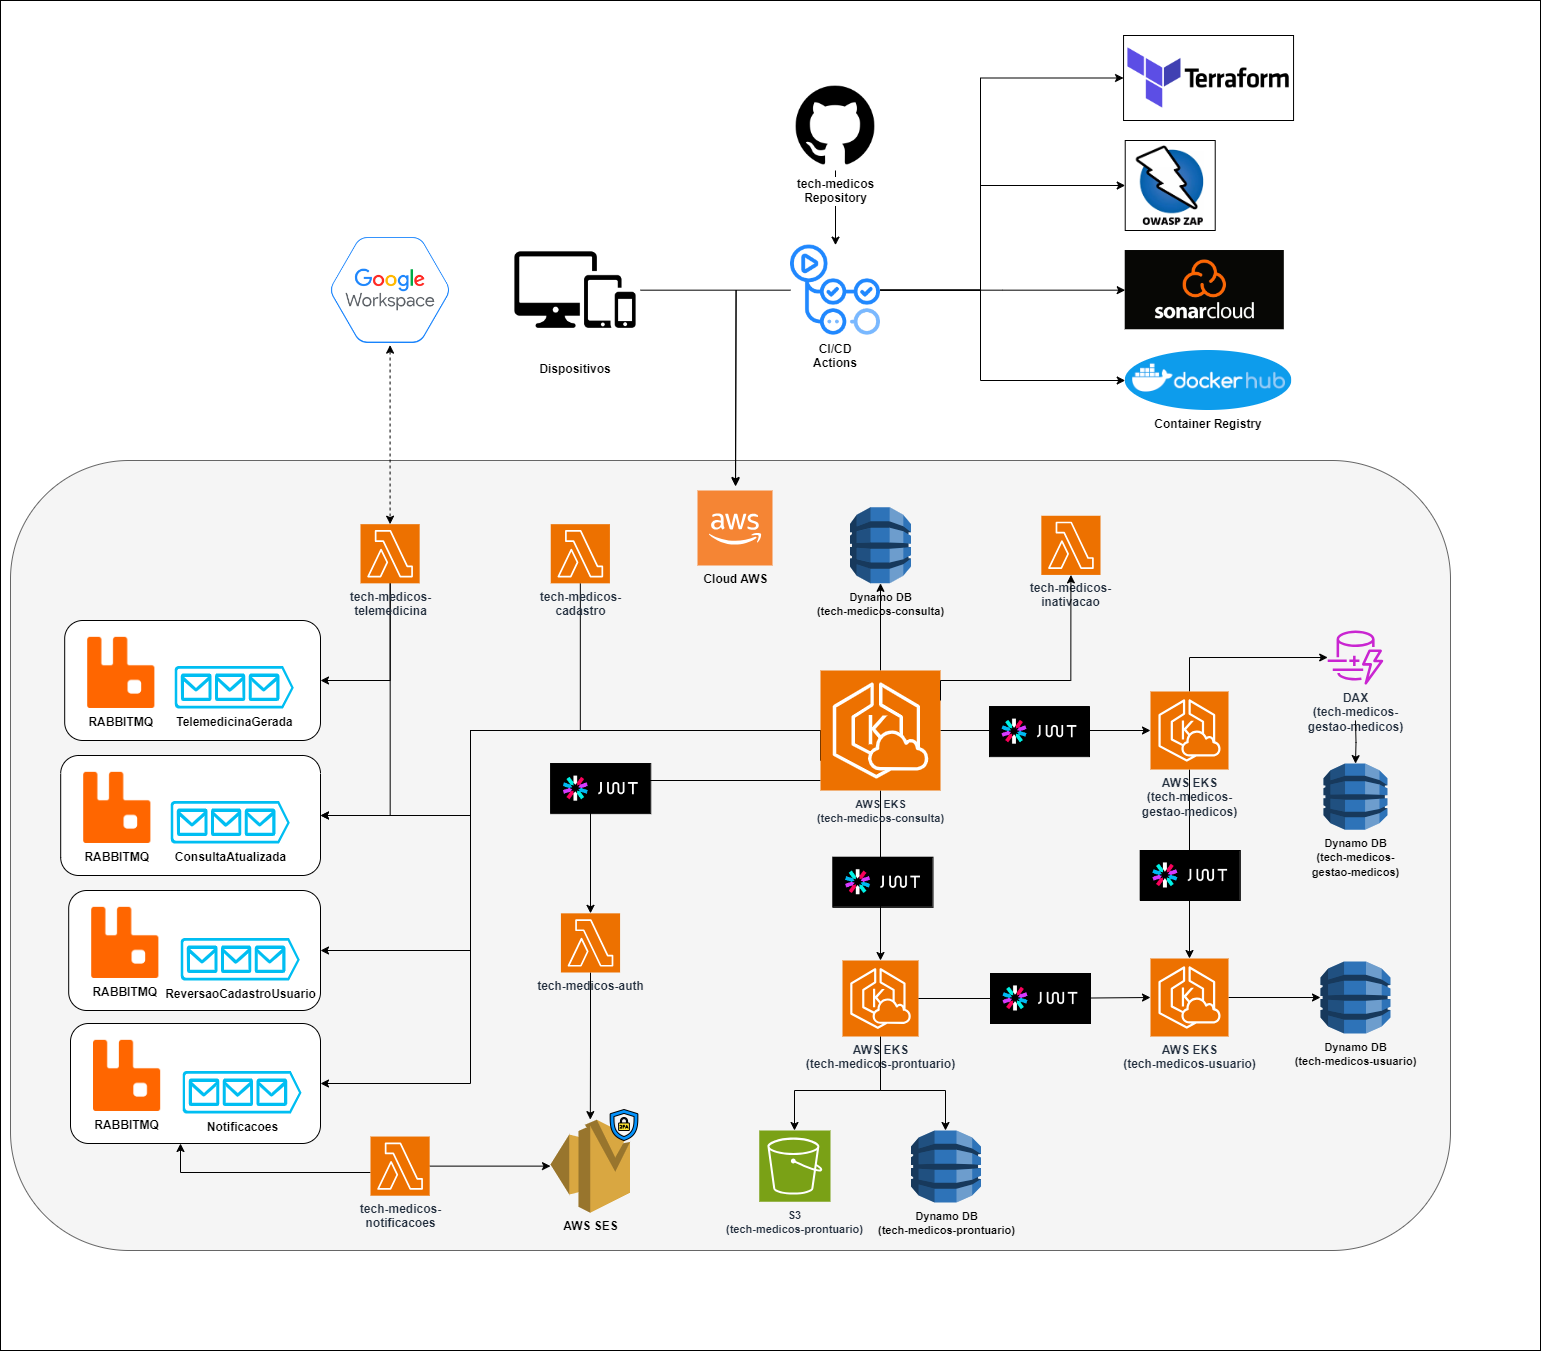 Terraform
tech-medicos
Repository
OWASP ZAP
Google
Workspace
sonarcloud
CI/CD
Actions
Dispositivos
dockerhub
Container Registry
aws
Cloud AWS
tech-medicos-
telemedicina
tech-medicos-
cadastro
Dynamo DB
(tech-medicos-consulta)
tech-medicos-
inativacao
RABBITMQ
TelemedicinaGerada
DAX
(tech-medicos-
gestao-medicos)
K
JWT
AWS EKS
(tech-medicos-consulta)
K
AWS EKS
(tech-medicos-
gestao-medicos)
JWT
RABBITMQ
ConsultaAtualizada
Dynamo DB
(tech-medicos-
gestao-medicos)
JWT
JWT
RABBITMQ
ReversaoCadastroUsuario
tech-medicos-auth
K
AWS EKS
(tech-medicos-prontuario)
JWT
K
AWS EKS
(tech-medicos-usuario)
Dynamo DB
(tech-medicos-usuario)
RABBITMQ
Notificacoes
2FA
tech-medicos-
notificacoes
AWS SES
S3
(tech-medicos-prontuario)
Dynamo DB
(tech-medicos-prontuario)